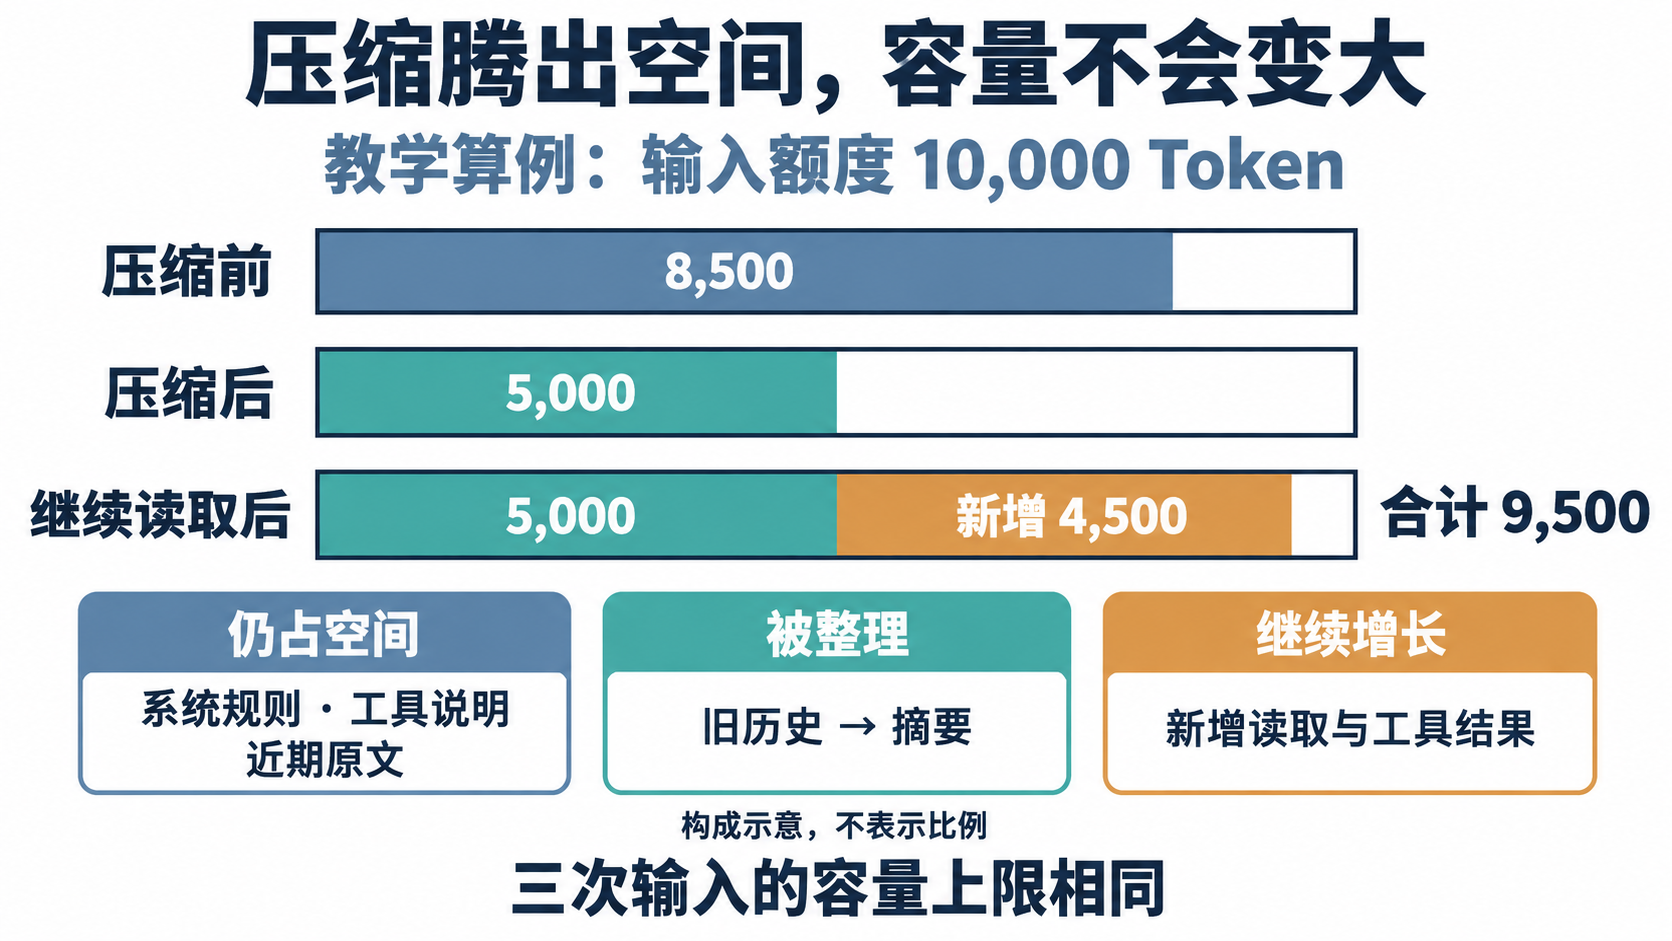 压缩腾出空间，容量不会变大
教学算例：输入额度 10,000 Token
压缩前
8,500
压缩后
5,000
继续读取后
5,000
新增 4,500
合计 9,500
仍占空间
系统规则 · 工具说明
近期原文
被整理
旧历史 → 摘要
继续增长
新增读取与工具结果
构成示意，不表示比例
三次输入的容量上限相同